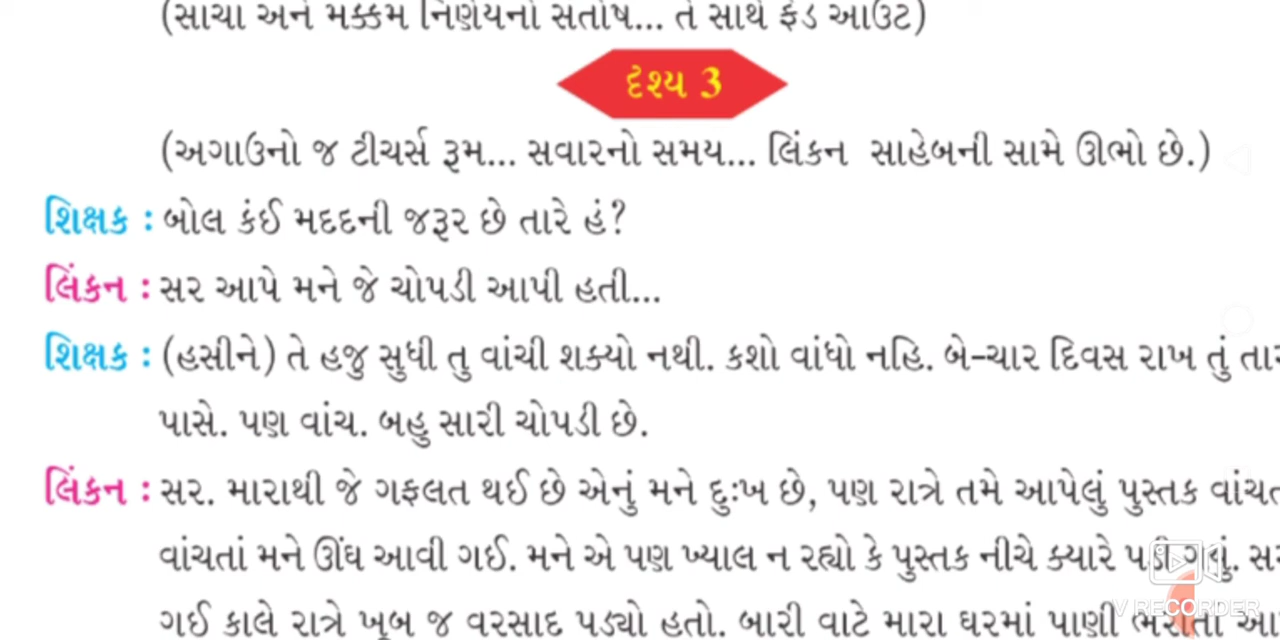 (સાચા અને મક્કમ નિર્ણયનો સંતોષ... તે સાથે ફેડ આઉટ)
દૃશ્ય 3
(અગાઉનો જ ટીચર્સ રૂમ... સવારનો સમય... લિંકન સાહેબની સામે ઊભો છે.)
શિક્ષક : બોલ કંઈ મદદની જરૂર છે તારે હં?
લિંકન : સર આપે મને જે ચોપડી આપી હતી...
શિક્ષક : (હસીને) તે હજુ સુધી તુ વાંચી શક્યો નથી. કશો વાંધો નહિ. બે-ચાર દિવસ રાખ તું
પાસે. પણ વાંચ. બહુ સારી ચોપડી છે.
લિંકન : સર. મારાથી જે ગફલત થઈ છે એનું મને દુઃખ છે, પણ રાત્રે તમે આપેલું પુસ્તક
વાંચતાં મને ઊંઘ આવી ગઈ. મને એ પણ ખ્યાલ ન રહ્યો કે પુસ્તક નીચે ક્યારે પડી ગયું.
ગઈ કાલે રાત્રે ખૂબ જ વરસાદ પડ્યો હતો. બારી વાટે મારા ઘરમાં પાણી
V RECORDER